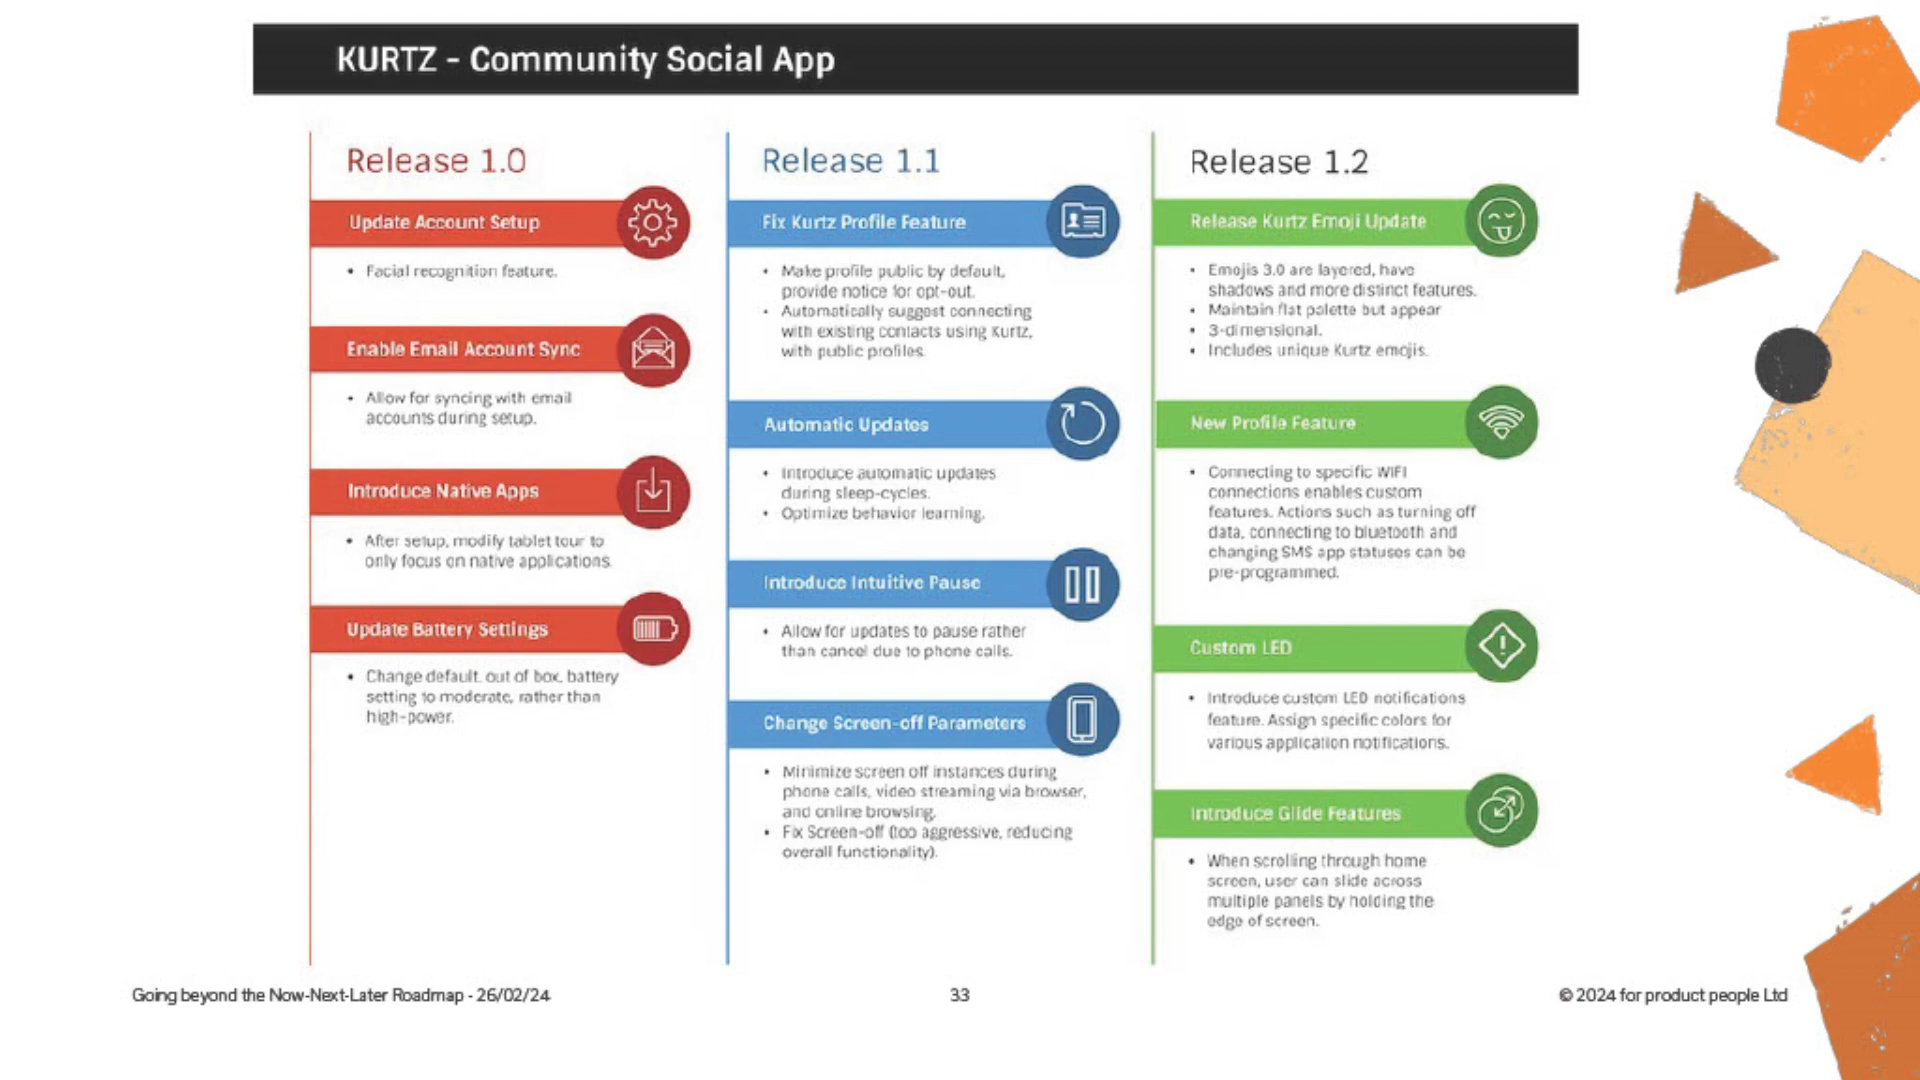 KURTZ - Community Social App
Release 1.0
Update Account Setup
• Facial recognition feature.
Enable Email Account Sync
• Allow for syncing with email
accounts during setup.
Introduce Native Apps
• After setup, modify tablet tour to
only focus on native applications.
Update Battery Settings
• Change default, out of box, battery
setting to moderate, rather than
high-power.
Release 1.1
Fix Kurtz Profile Feature
• Make profile public by default,
provide notice for opt-out.
• Automatically suggest connecting
with existing contacts using Kurtz,
with public profiles.
Automatic Updates
• Introduce automatic updates
during sleep-cycles.
• Optimize behavior learning.
Introduce Intuitive Pause
• Allow for updates to pause rather
than cancel due to phone calls.
Change Screen-off Parameters
• Minimize screen off instances during
phone calls, video streaming via browser,
and online browsing.
• Fix Screen-off (too aggressive, reducing
overall functionality).
Release 1.2
Release Kurtz Emoji Update
• Emojis 3.0 are layered, have
shadows and more distinct features.
• Maintain flat palette but appear
• 3-dimensional.
• Includes unique Kurtz emojis.
New Profile Feature
• Connecting to specific WIFI
connections enables custom
features. Actions such as turning off
data, connecting to bluetooth and
changing SMS app statuses can be
pre-programmed.
Custom LED
• Introduce custom LED notifications
feature. Assign specific colors for
various application notifications.
Introduce Glide Features
• When scrolling through home
screen, user can slide across
multiple panels by holding the
edge of screen.
Going beyond the Now-Next-Later Roadmap - 26/02/24
33
© 2024 for product people Ltd